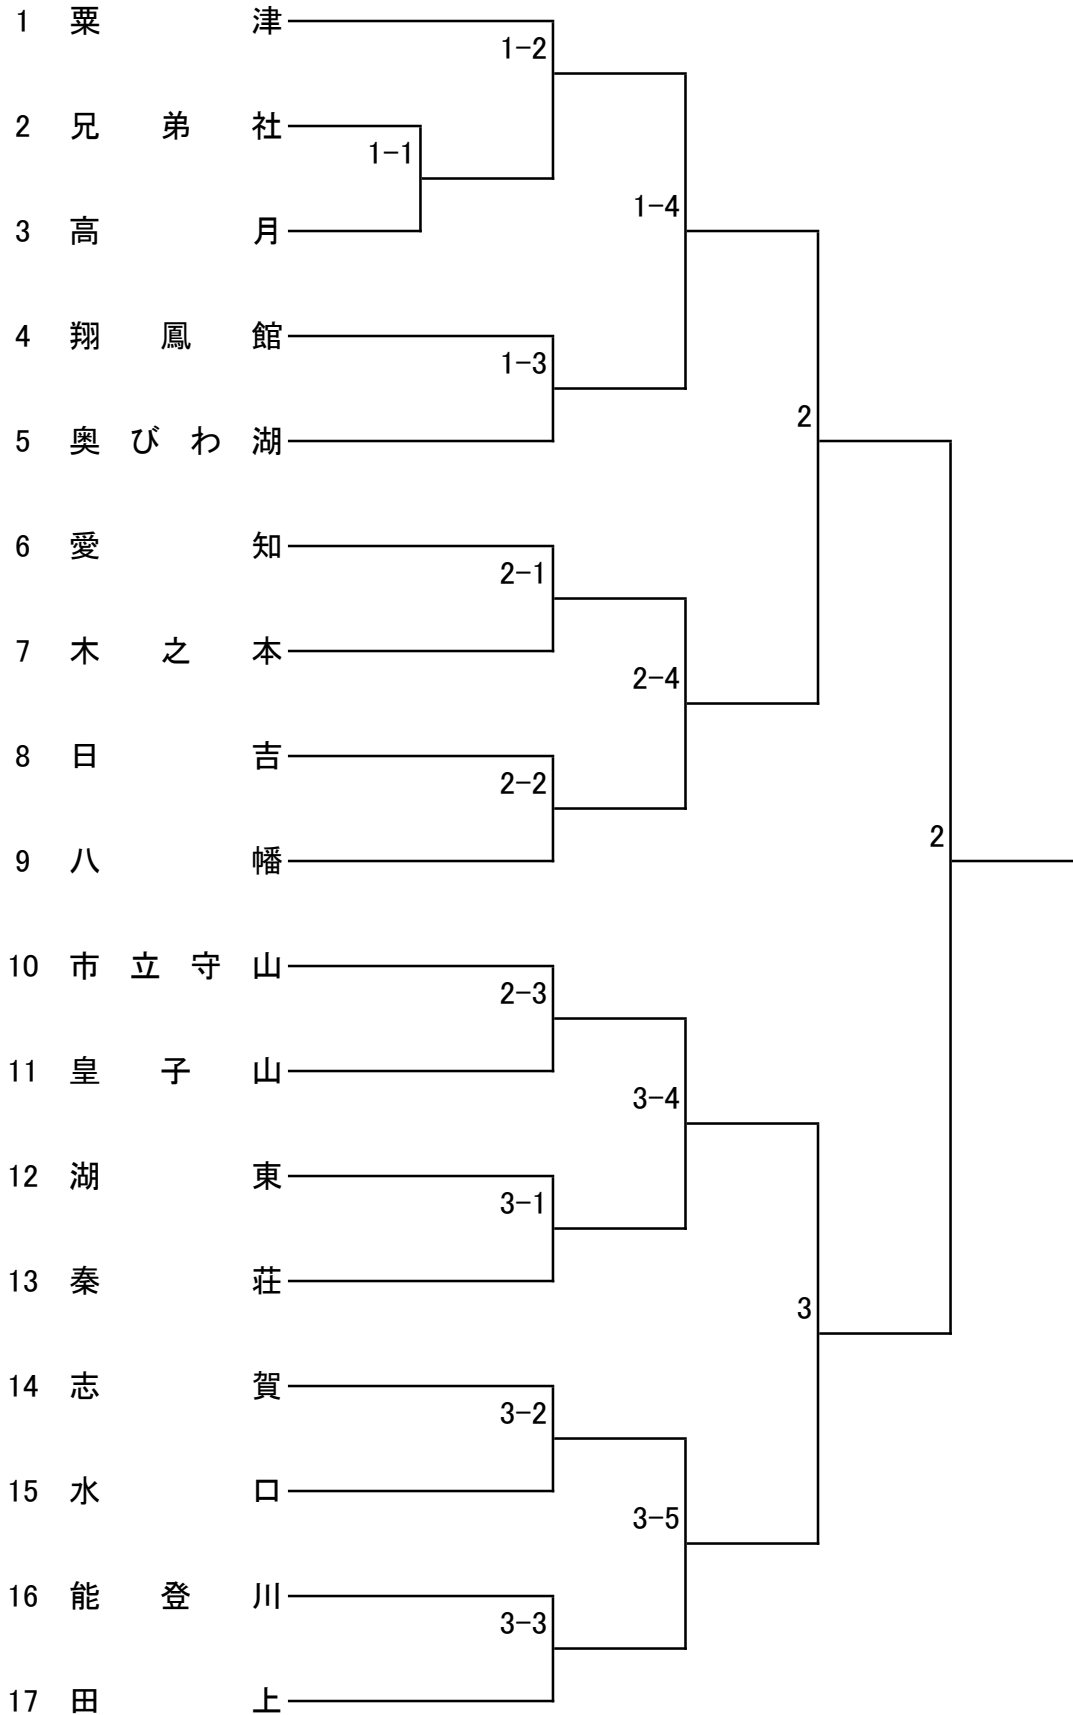 1 粟津
1-2
2 兄弟社
1-1
3 高月
1-4
4 翔鳳館
1-3
2
5 奥びわ湖
6 愛知
2-1
7 木之本
2-4
8 日吉
2-2
2
9 八幡
10 市立守山
2-3
11 皇子山
3-4
12 湖東
3-1
13 秦荘
3
14 志賀
3-2
15 水口
3-5
16 能登川
3-3
17 田上